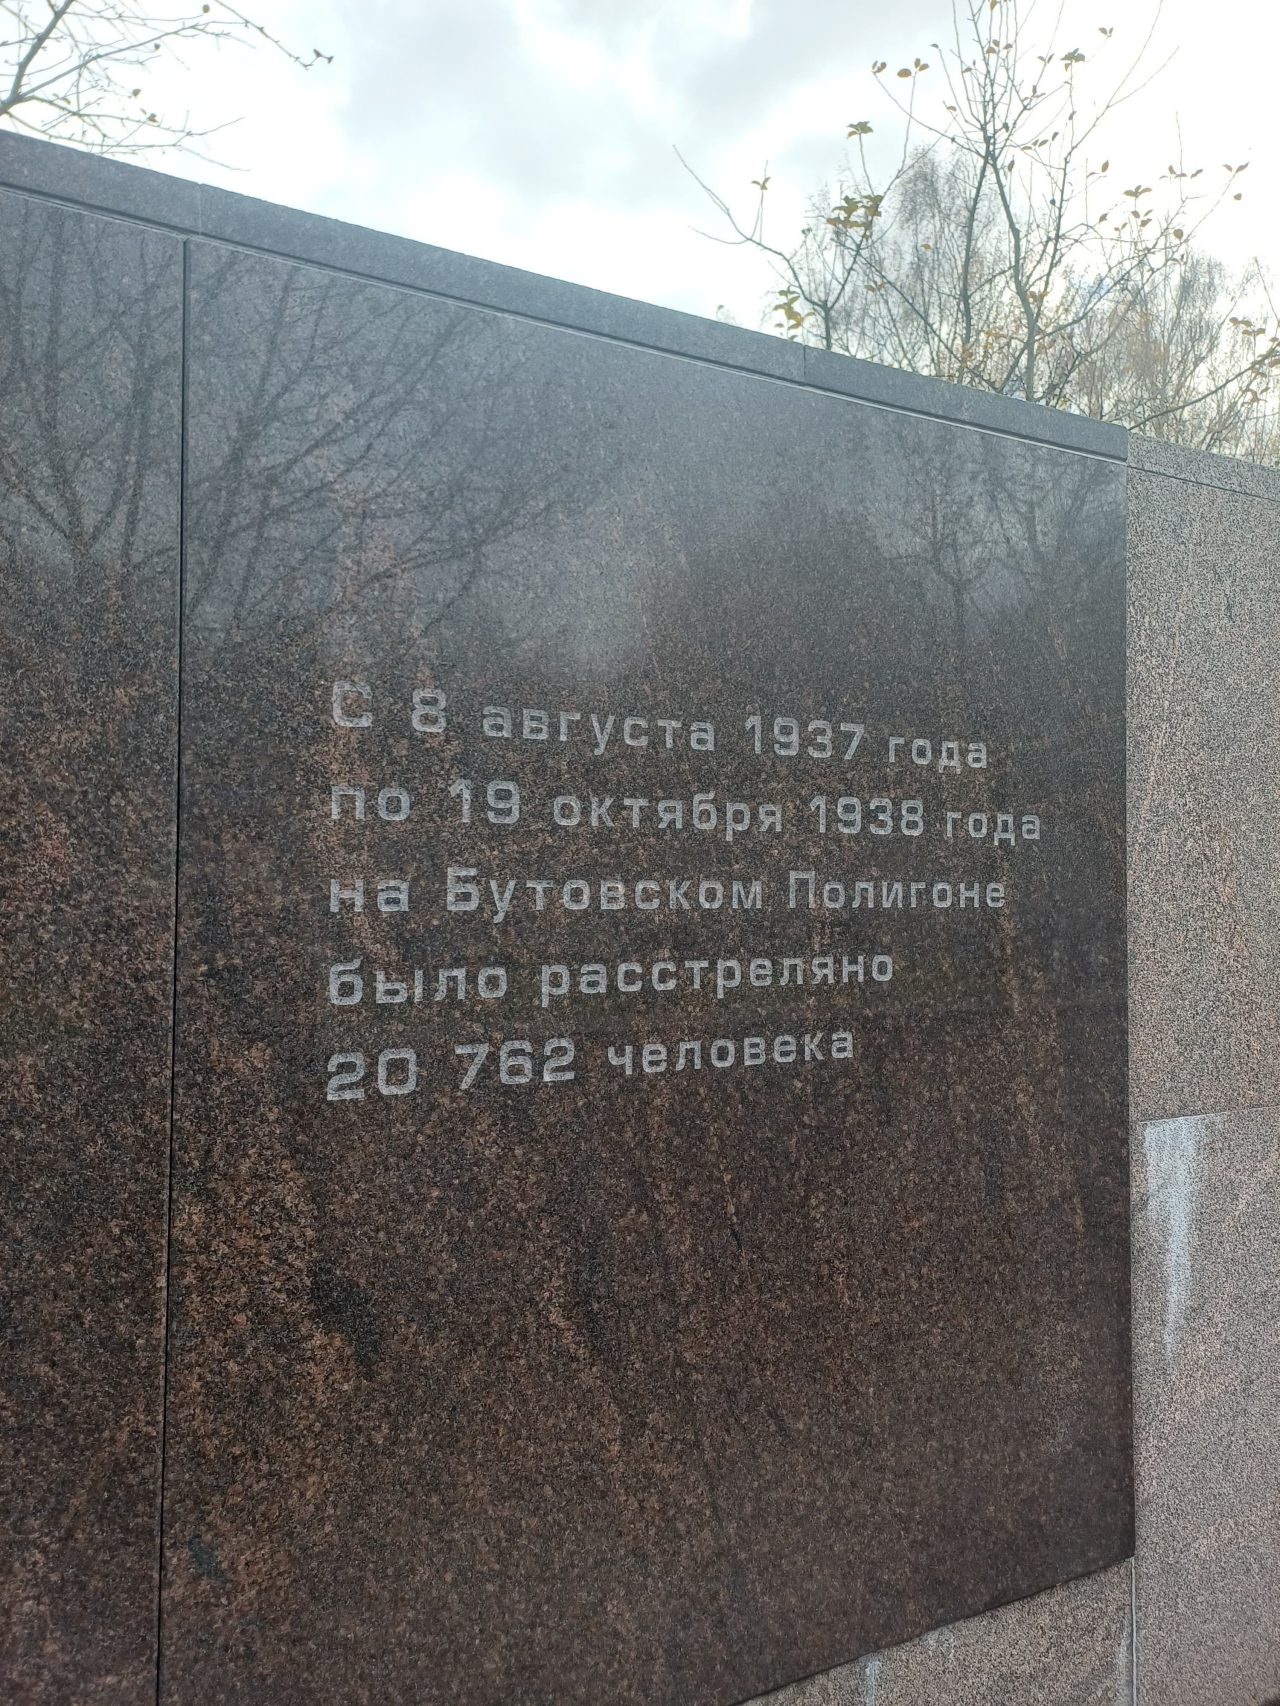 С 8 августа 1937 года
по 19 октября 1938 года
на Бутовском Полигоне
было расстреляно
20 762 человека